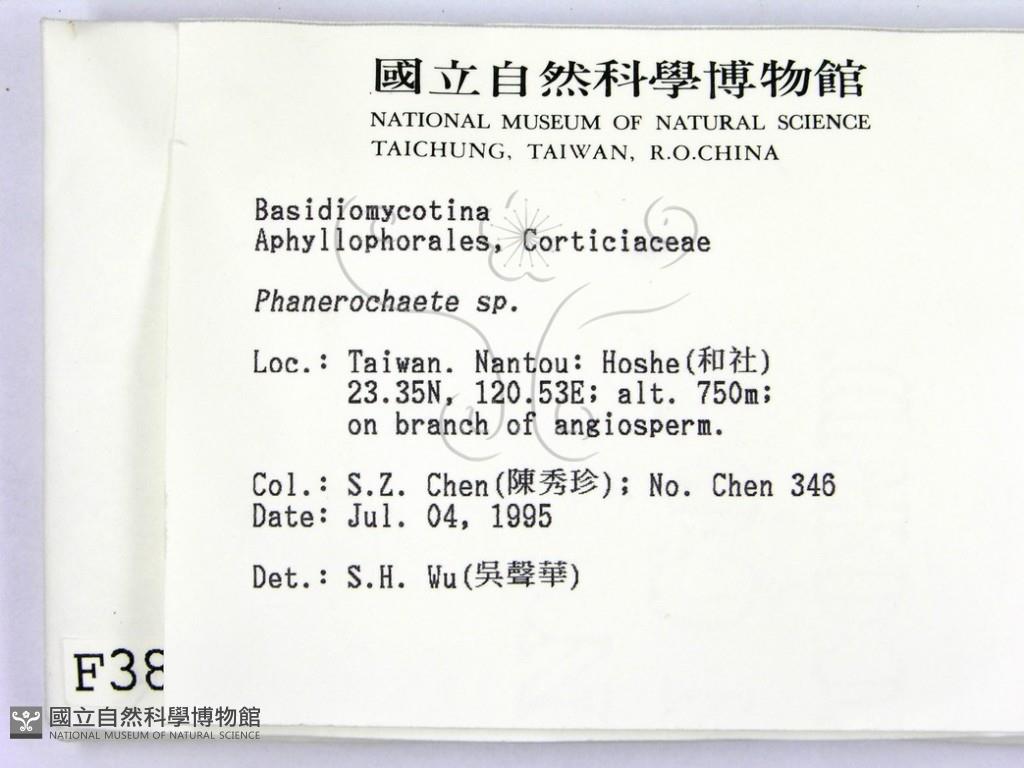 國立自然科學博物館
NATIONAL MUSEUM OF NATURAL SCIENCE
TAICHUNG, TAIWAN, R.O.CHINA
Basidiomycotina
Aphyllophorales, Corticiaceae
Phanerochaete sp.
Loc.: Taiwan. Nantou: Hoshe(和社)
23.35N, 120.53E; alt. 750m;
on branch of angiosperm.
Col.: S.Z. Chen(陳秀珍); No. Chen 346
Date: Jul. 04, 1995
Det.: S.H. Wu(吳聲華)
F38
國立自然科學博物館
NATIONAL MUSEUM OF NATURAL SCIENCE